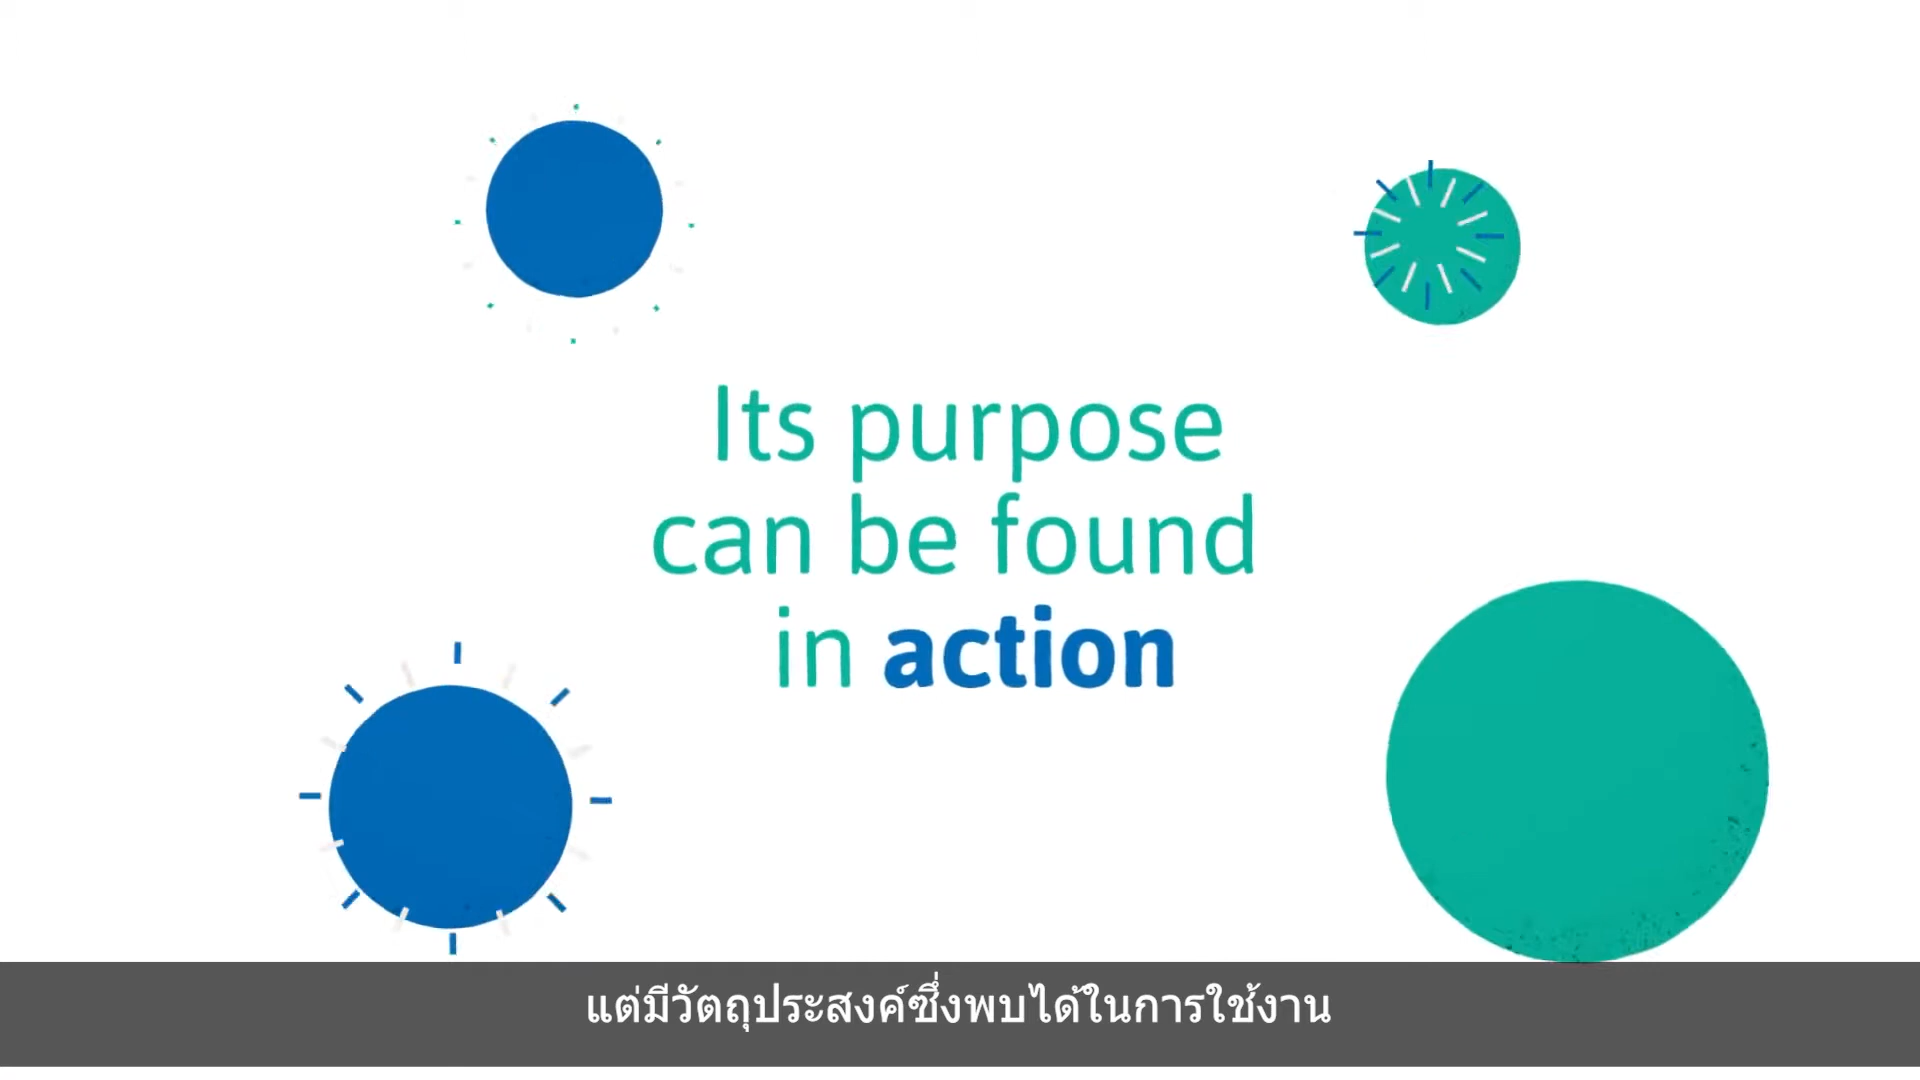 Its purpose
can be found
in action
แต่มีวัตถุประสงค์ซึ่งพบได้ในการใช้งาน